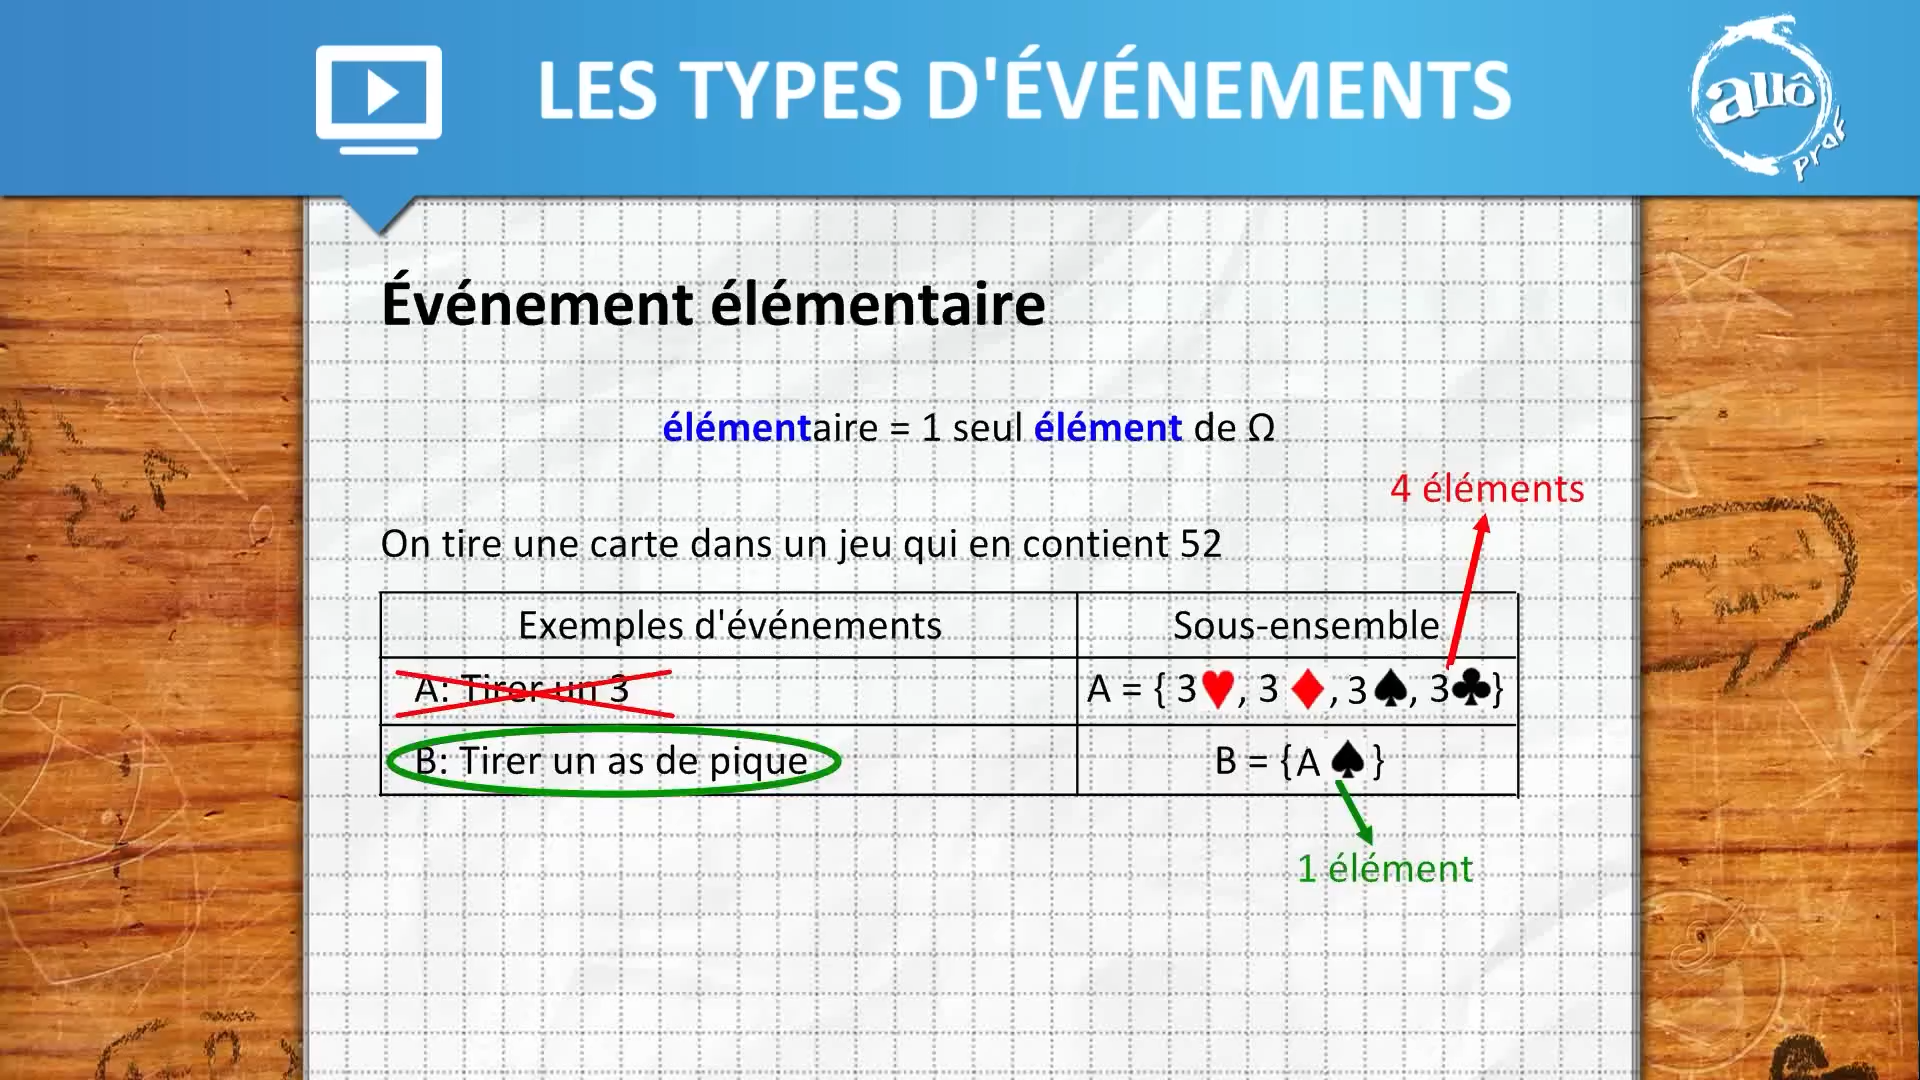 LES TYPES D'ÉVÉNEMENTS
allô
prof
Événement élémentaire
élémentaire = 1 seul élément de Ω
4 éléments
On tire une carte dans un jeu qui en contient 52
Exemples d'événements
Sous-ensemble
A: Tirer un 3
A = { 3♥, 3♦, 3♠, 3♣}
B: Tirer un as de pique
B = {A♠}
1 élément